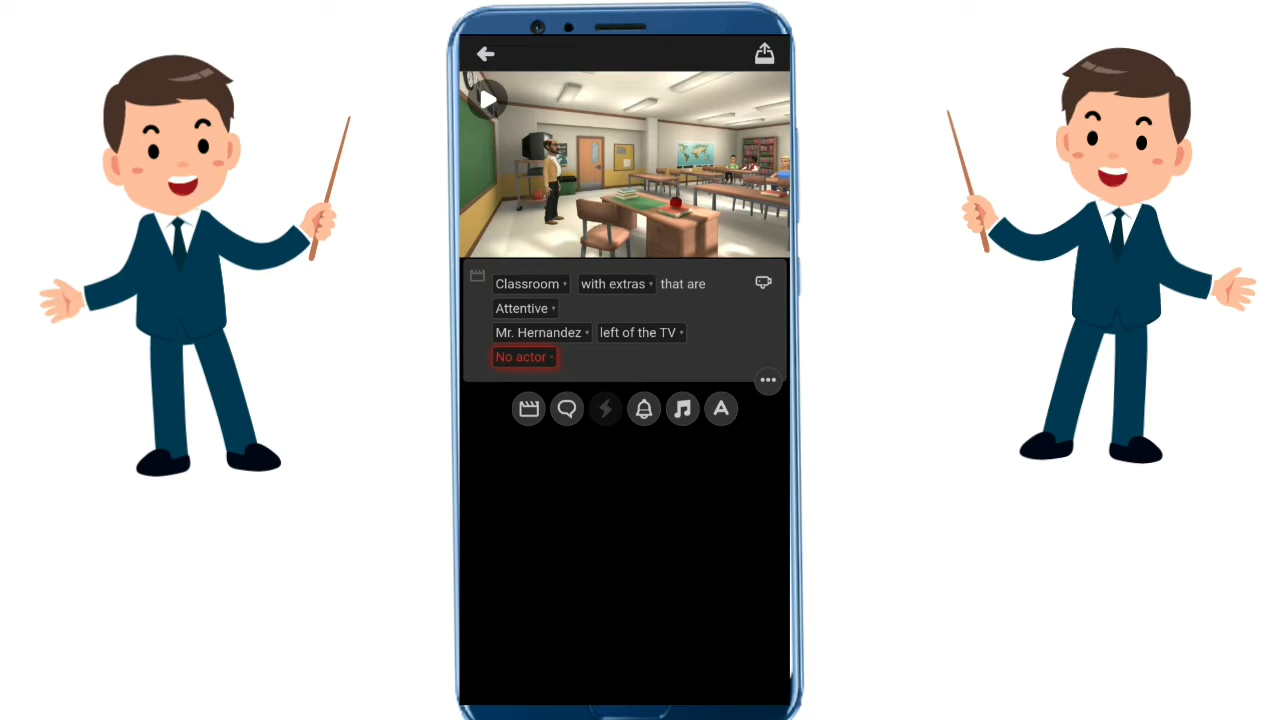 Classroom with extras that are
Attentive
Mr. Hernandez left of the TV
No actor